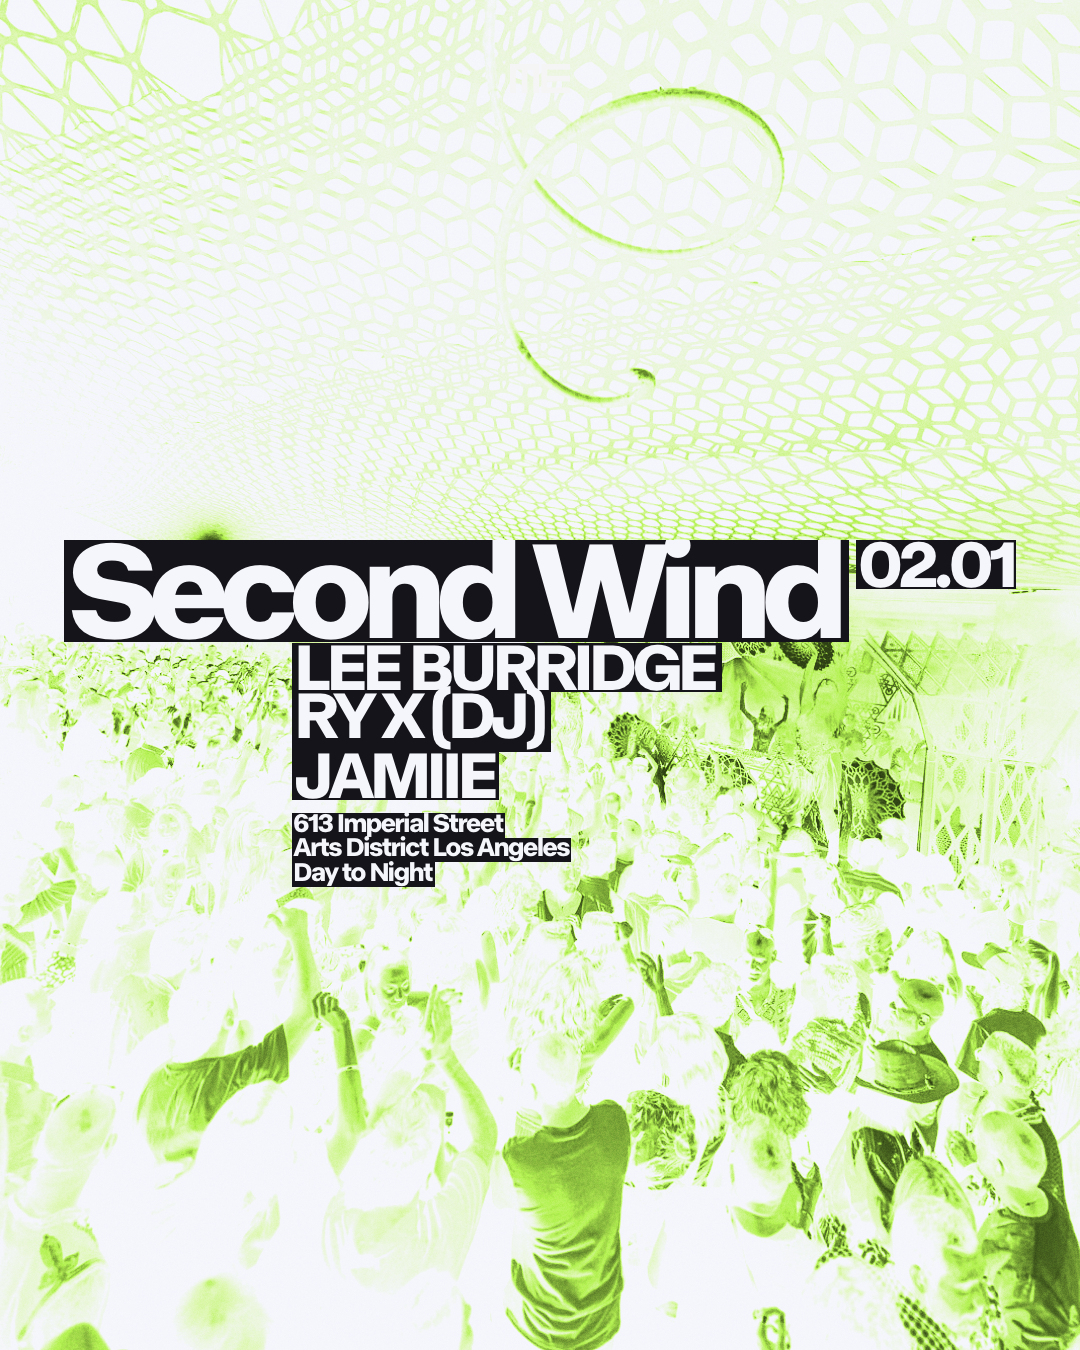 Second Wind 02.01
LEE BURRIDGE
RY X (DJ)
JAMIIE
613 Imperial Street
Arts District Los Angeles
Day to Night